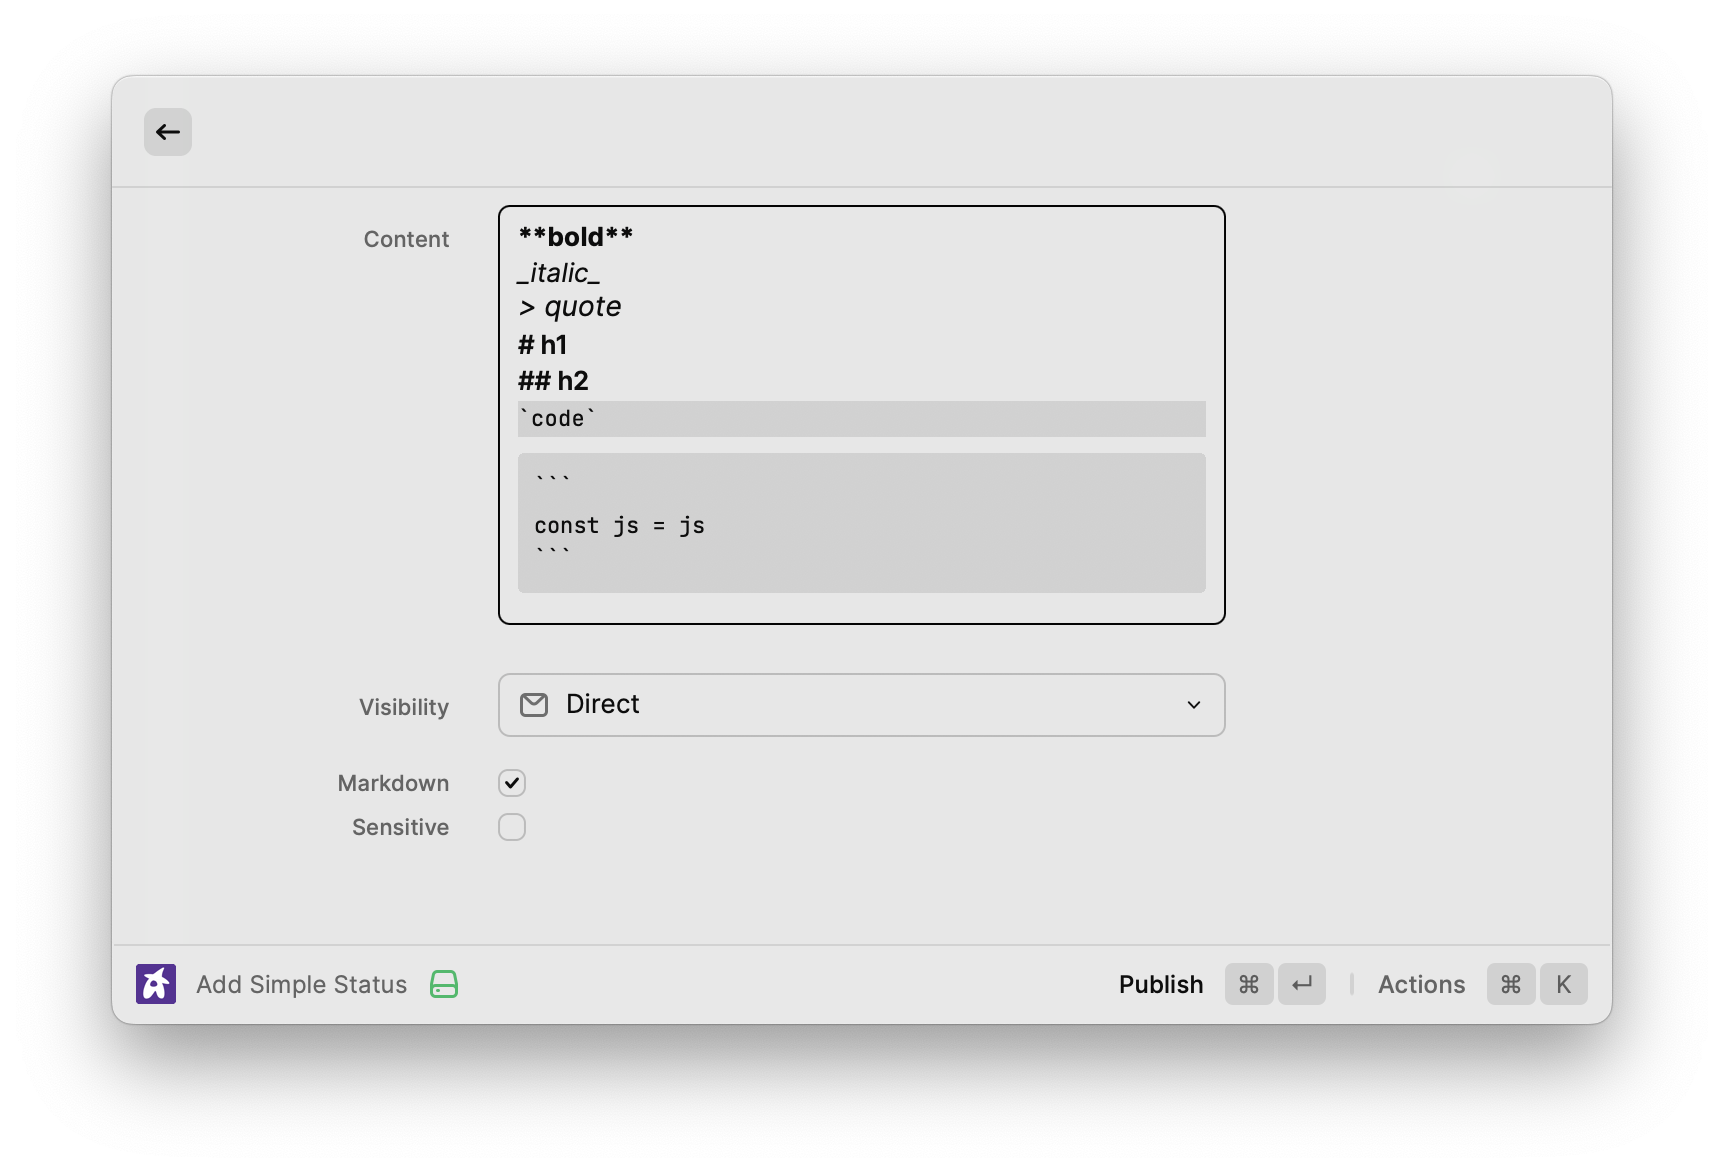 Content
**bold**
_italic_
> quote
# h1
## h2
`code`
```
const js = js
```
Visibility
Direct
Markdown
Sensitive
Add Simple Status
Publish ⌘ ↵ | Actions ⌘ K